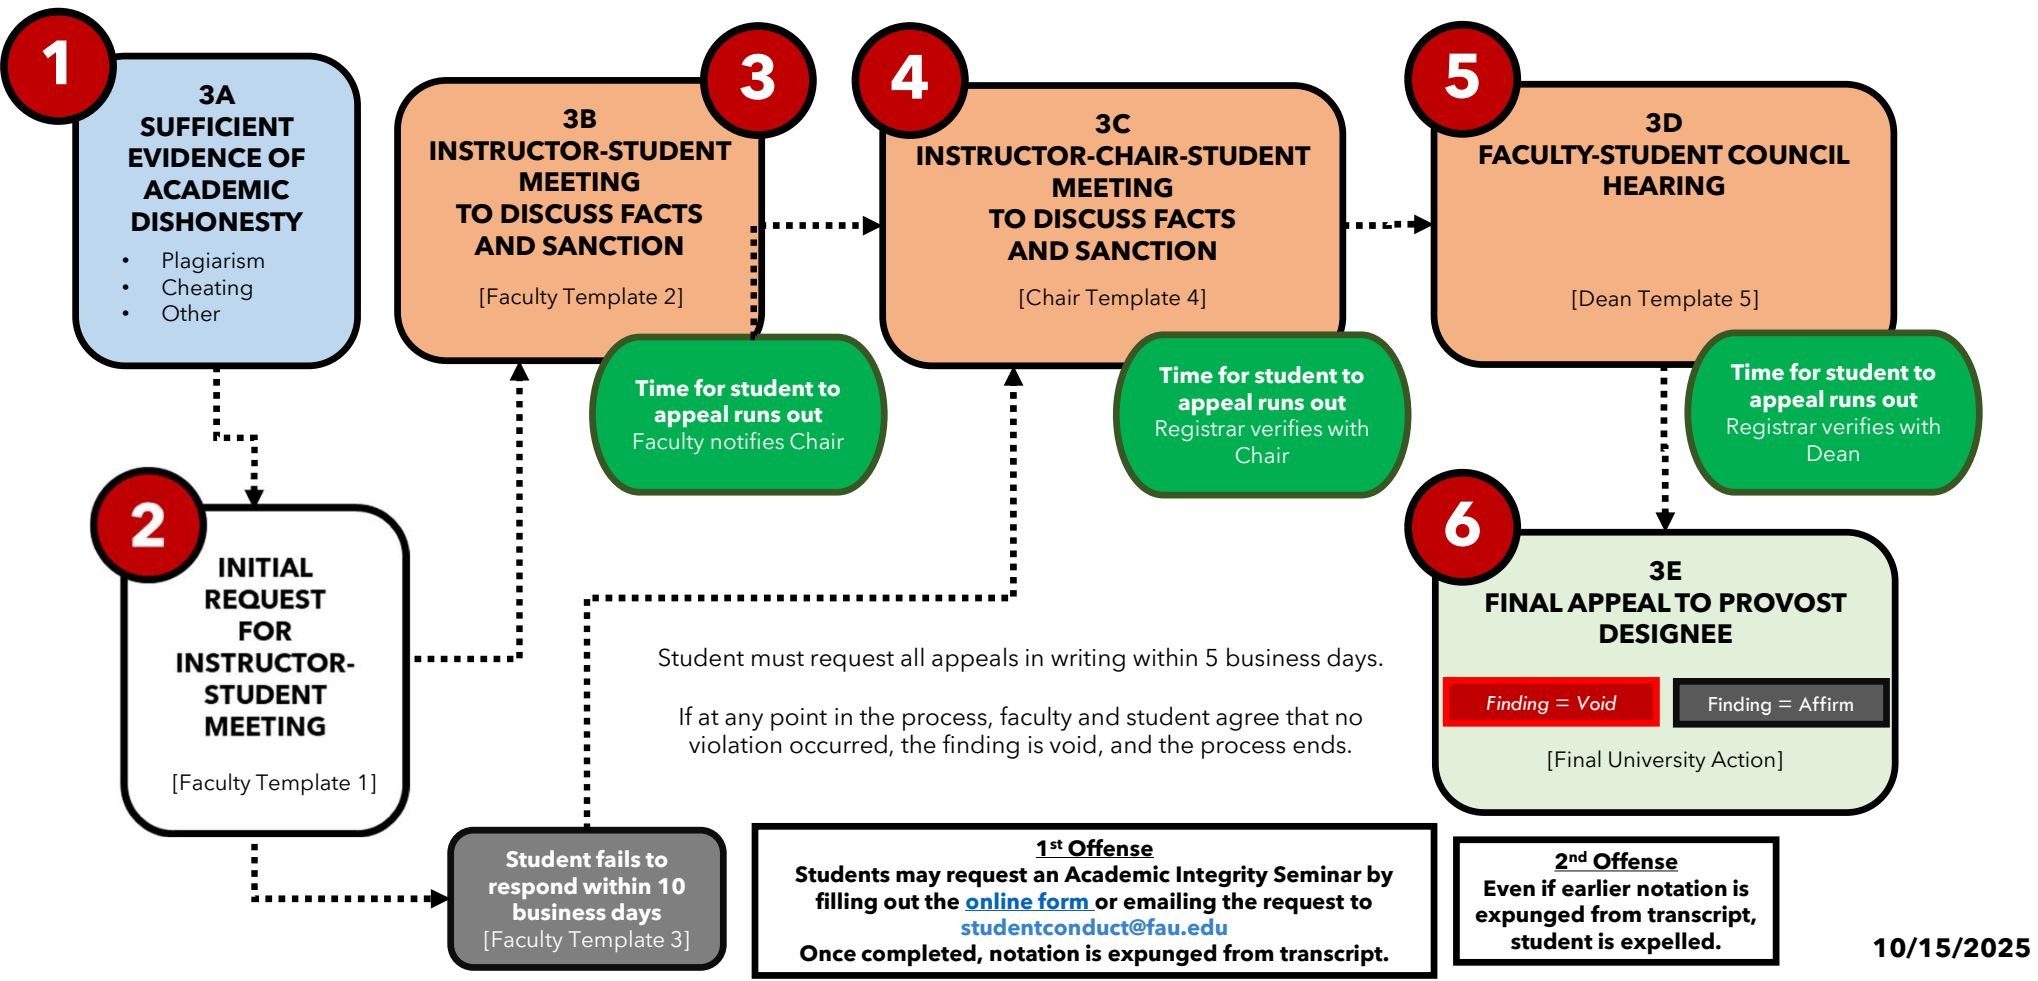 1
3A
SUFFICIENT
EVIDENCE OF
ACADEMIC
DISHONESTY
• Plagiarism
• Cheating
• Other
2
INITIAL
REQUEST
FOR
INSTRUCTOR-
STUDENT
MEETING
[Faculty Template 1]
3
3B
INSTRUCTOR-STUDENT
MEETING
TO DISCUSS FACTS
AND SANCTION
[Faculty Template 2]
Time for student to
appeal runs out
Faculty notifies Chair
4
3C
INSTRUCTOR-CHAIR-STUDENT
MEETING
TO DISCUSS FACTS
AND SANCTION
[Chair Template 4]
Time for student to
appeal runs out
Registrar verifies with
Chair
5
3D
FACULTY-STUDENT COUNCIL
HEARING
[Dean Template 5]
Time for student to
appeal runs out
Registrar verifies with
Dean
6
3E
FINAL APPEAL TO PROVOST
DESIGNEE
Finding = Void
Finding = Affirm
[Final University Action]
Student must request all appeals in writing within 5 business days.
If at any point in the process, faculty and student agree that no
violation occurred, the finding is void, and the process ends.
Student fails to
respond within 10
business days
[Faculty Template 3]
1st Offense
Students may request an Academic Integrity Seminar by
filling out the online form or emailing the request to
studentconduct@fau.edu
Once completed, notation is expunged from transcript.
2nd Offense
Even if earlier notation is
expunged from transcript,
student is expelled.
10/15/2025